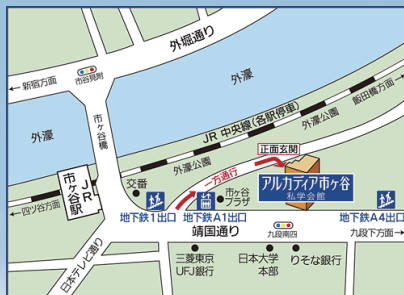 外堀通り
新宿方面
市谷見附
外濠
飯田橋方面
市ヶ谷橋
JR 中央線(各駅停車)
外濠公園
外濠
正面玄関
外濠公園
アルカディア市ヶ谷
私学会館
一方通行
JR
市ヶ谷駅
交番
市ヶ谷
プラザ
四ツ谷方面
地下鉄1出口
地下鉄A1出口
地下鉄A4出口
靖国通り
九段南四
九段下方面
日本テレビ通り
三菱東京
UFJ銀行
日本大学
本部
りそな銀行